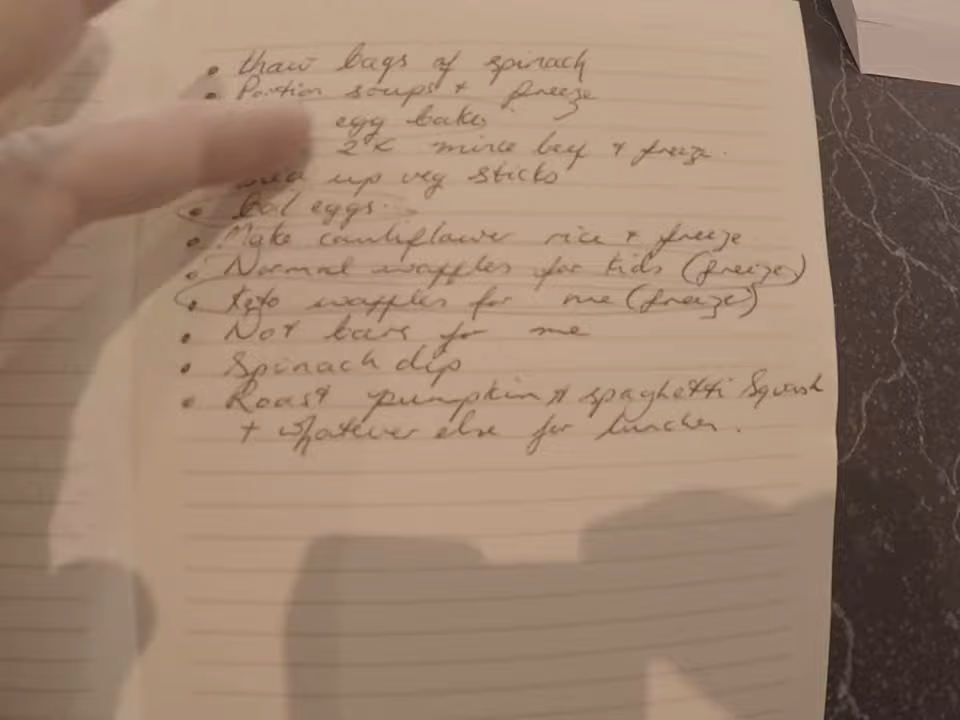 • thaw bags of spinach
• Portion soups + freeze
egg bake
2K mince beef + freeze.
up veg sticks
• Boil eggs.
• Make cauliflower rice + freeze
• Normal waffles for kids (freeze)
• Keto waffles for me (freeze)
• Nut bars for me
• Spinach dip
• Roast pumpkin & spaghetti Squash
+ whatever else for lunches.